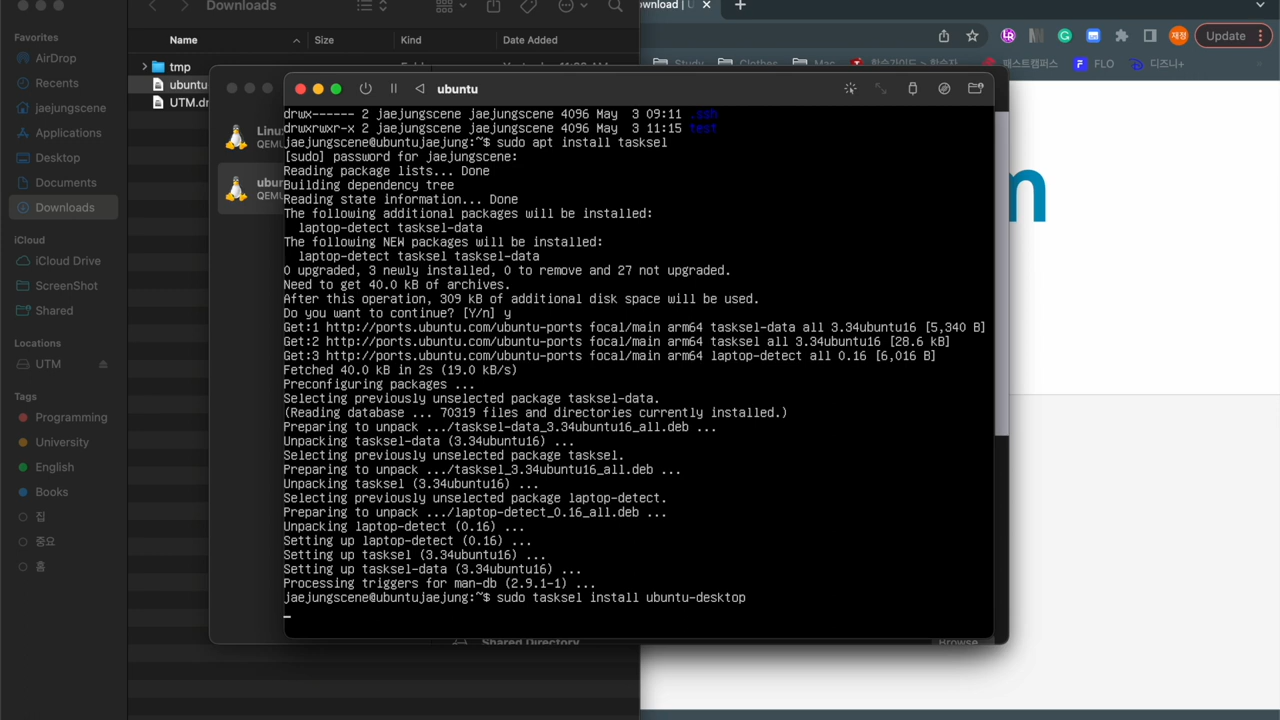 Downloads
wnload | U
Update
Favorites
AirDrop
Recents
jaejungscene
Applications
Desktop
Documents
Downloads
iCloud
iCloud Drive
ScreenShot
Shared
Locations
UTM
Tags
Programming
University
English
Books
집
중요
홈
Name
Size
Kind
Date Added
tmp
ubuntu
UTM.dm
Study
Clothes
Mac
패스트캠퍼스
FLO
디즈니+
재정
Linux
QEMU
ubun
QEMU
ubuntu
drwx------ 2 jaejungscene jaejungscene 4096 May  3 09:11 .ssh
drwxrwxr-x 2 jaejungscene jaejungscene 4096 May  3 11:15 test
jaejungscene@ubuntujaejung:~$ sudo apt install tasksel
[sudo] password for jaejungscene:
Reading package lists... Done
Building dependency tree
Reading state information... Done
The following additional packages will be installed:
laptop-detect tasksel-data
The following NEW packages will be installed:
laptop-detect tasksel tasksel-data
0 upgraded, 3 newly installed, 0 to remove and 27 not upgraded.
Need to get 40.0 kB of archives.
After this operation, 309 kB of additional disk space will be used.
Do you want to continue? [Y/n] y
Get:1 http://ports.ubuntu.com/ubuntu-ports focal/main arm64 tasksel-data all 3.34ubuntu16 [5,340 B]
Get:2 http://ports.ubuntu.com/ubuntu-ports focal/main arm64 tasksel all 3.34ubuntu16 [28.6 kB]
Get:3 http://ports.ubuntu.com/ubuntu-ports focal/main arm64 laptop-detect all 0.16 [6,016 B]
Fetched 40.0 kB in 2s (19.0 kB/s)
Preconfiguring packages ...
Selecting previously unselected package tasksel-data.
(Reading database ... 70319 files and directories currently installed.)
Preparing to unpack .../tasksel-data_3.34ubuntu16_all.deb ...
Unpacking tasksel-data (3.34ubuntu16) ...
Selecting previously unselected package tasksel.
Preparing to unpack .../tasksel_3.34ubuntu16_all.deb ...
Unpacking tasksel (3.34ubuntu16) ...
Selecting previously unselected package laptop-detect.
Preparing to unpack .../laptop-detect_0.16_all.deb ...
Unpacking laptop-detect (0.16) ...
Setting up laptop-detect (0.16) ...
Setting up tasksel (3.34ubuntu16) ...
Setting up tasksel-data (3.34ubuntu16) ...
Processing triggers for man-db (2.9.1-1) ...
jaejungscene@ubuntujaejung:~$ sudo tasksel install ubuntu-desktop
Shared Directory
Browse
m